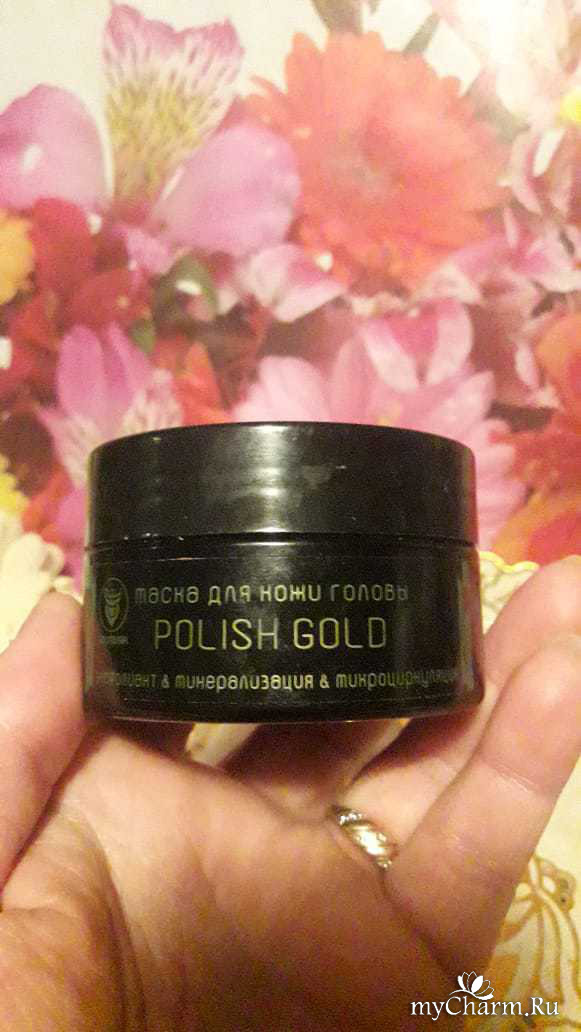 маска для кожи головы
POLISH GOLD
& минерализация &
myCharm.Ru